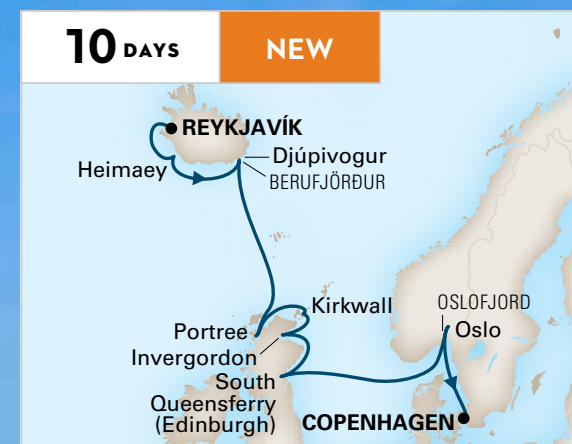 10 DAYS
NEW
REYKJAVÍK
Djúpivogur
Heimaey
BERUFJÖRÐUR
Kirkwall
OSLOFJORD
Portree
Oslo
Invergordon
South
Queensferry
(Edinburgh)
COPENHAGEN